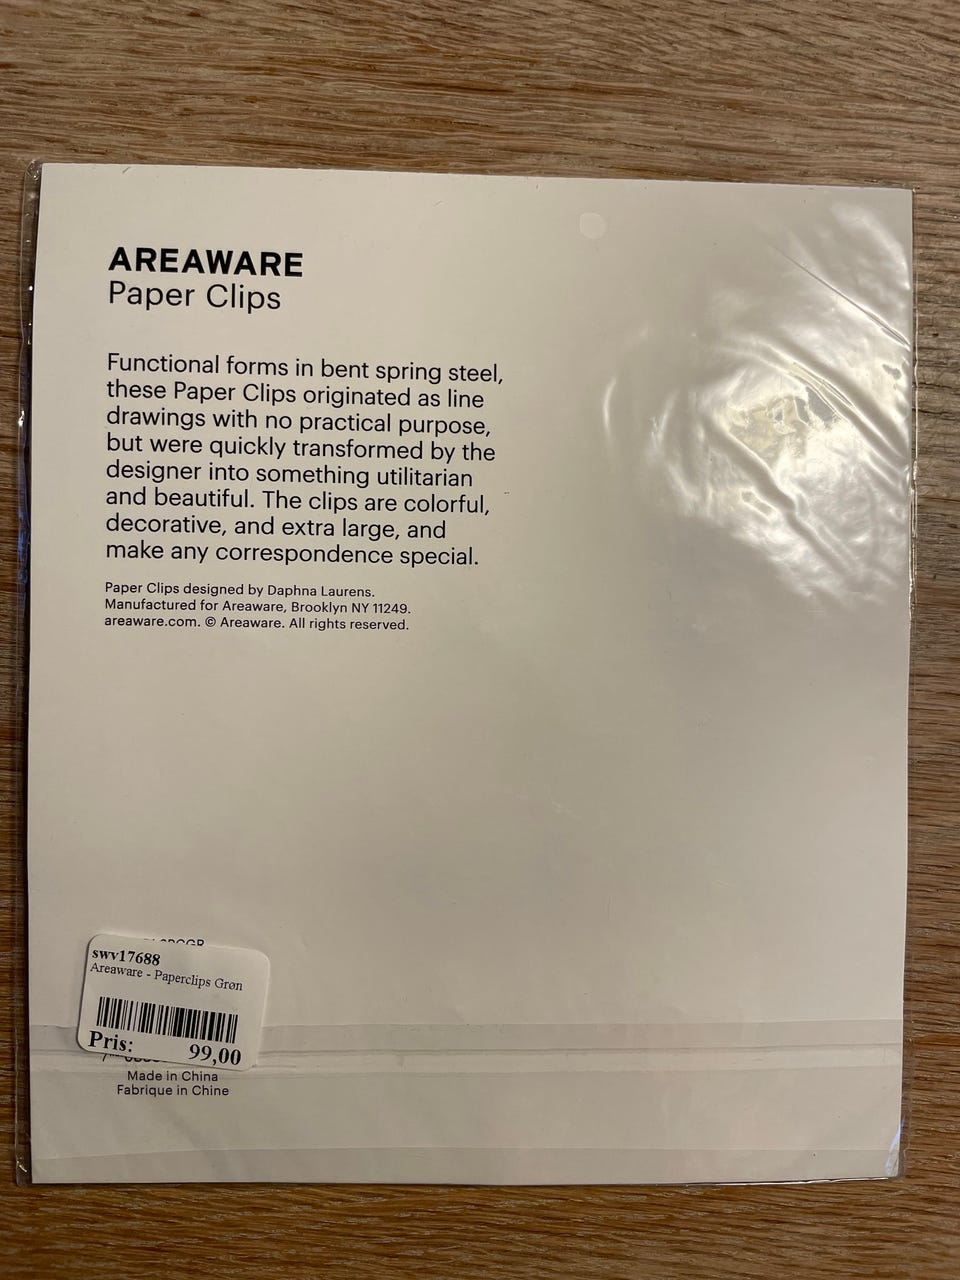 AREAWARE
Paper Clips
Functional forms in bent spring steel,
these Paper Clips originated as line
drawings with no practical purpose,
but were quickly transformed by the
designer into something utilitarian
and beautiful. The clips are colorful,
decorative, and extra large, and
make any correspondence special.
Paper Clips designed by Daphna Laurens.
Manufactured for Areaware, Brooklyn NY 11249.
areaware.com. © Areaware. All rights reserved.
swv17688
Areaware - Paperclips Grøn
Pris: 99,00
Made in China
Fabrique in Chine